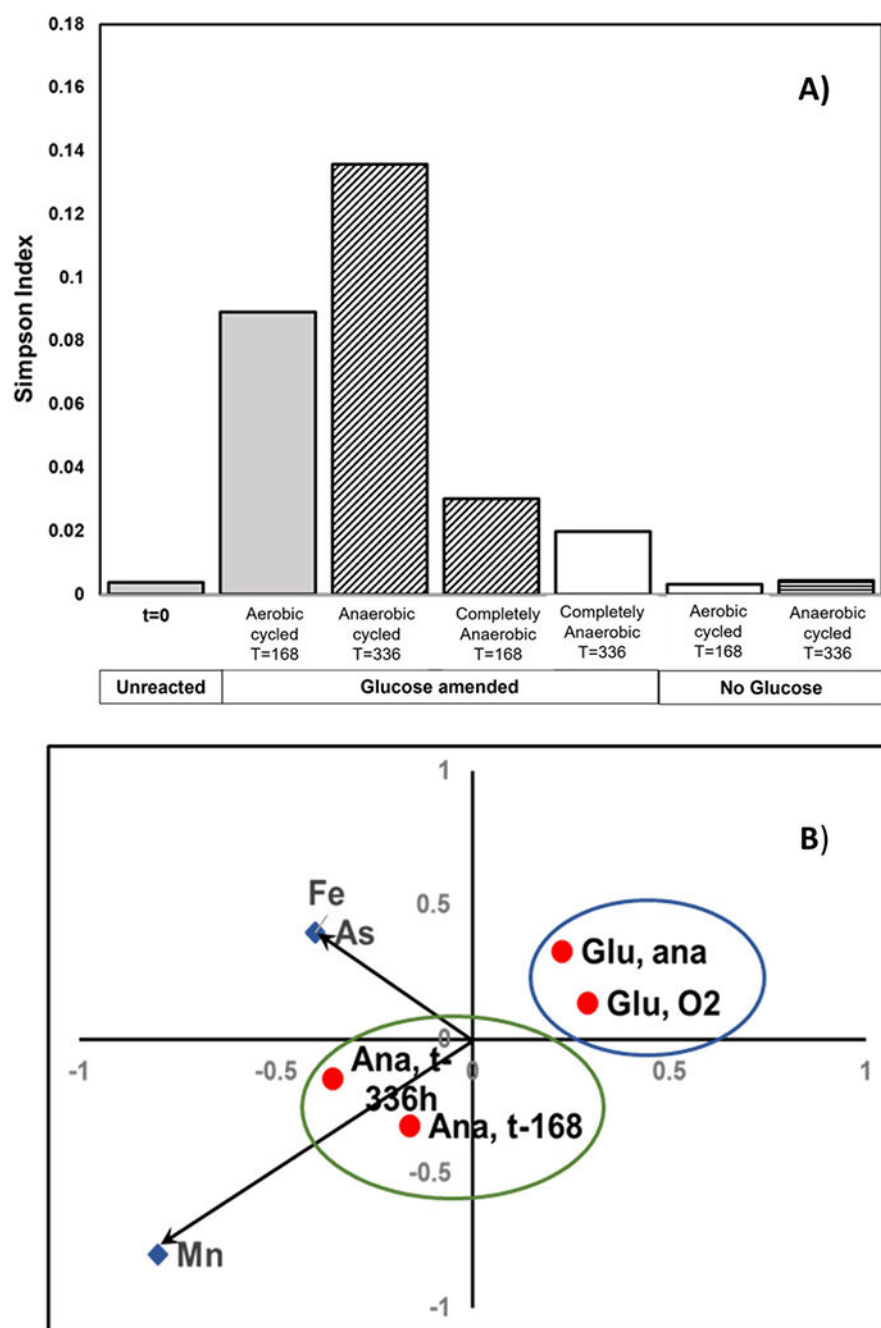 A)
Simpson Index
0.18
0.16
0.14
0.12
0.1
0.08
0.06
0.04
0.02
0
t=0
Aerobic
cycled
T=168
Anaerobic
cycled
T=336
Completely
Anaerobic
T=168
Completely
Anaerobic
T=336
Aerobic
cycled
T=168
Anaerobic
cycled
T=336
Unreacted
Glucose amended
No Glucose
B)
1
0.5
Fe
As
Glu, ana
Glu, O2
0
-1
-0.5
0
0.5
1
Ana, t-
336h
Ana, t-168
-0.5
Mn
-1